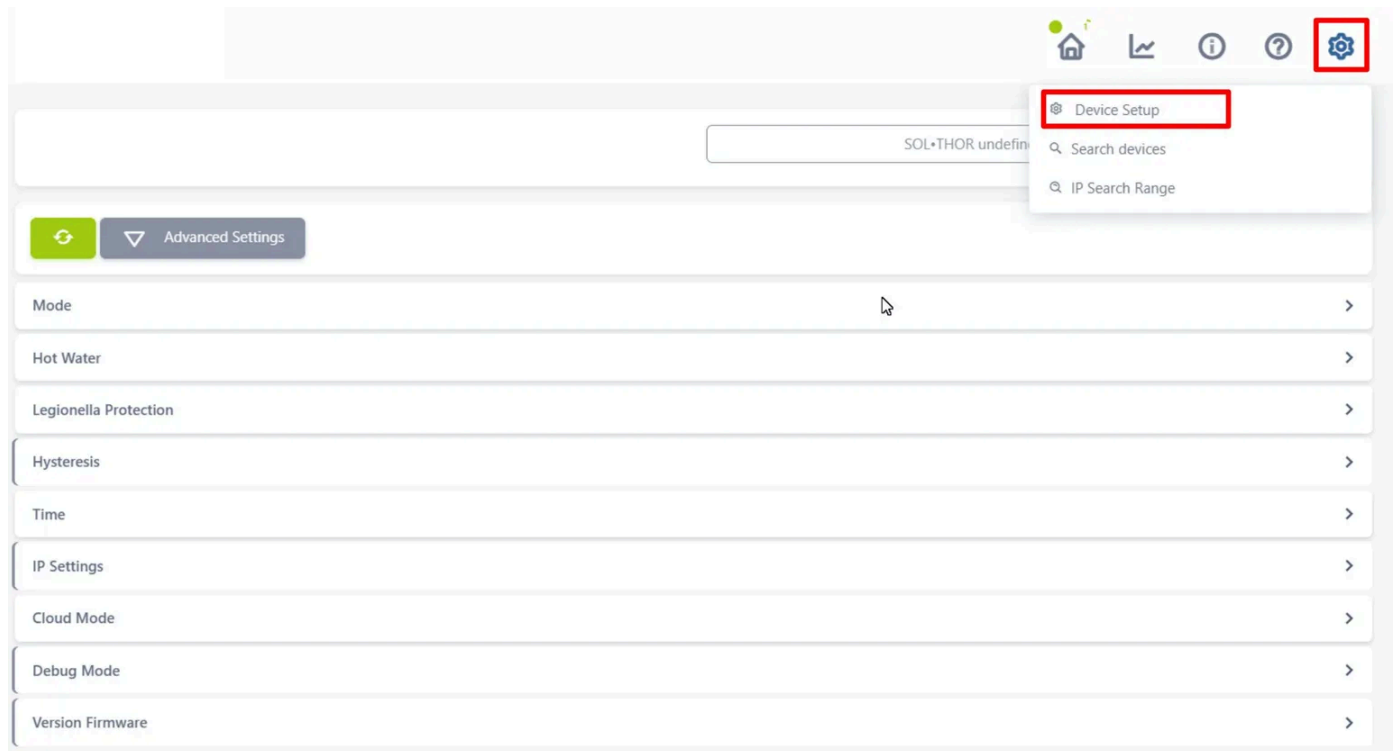 Device Setup
SOL•THOR undefin
Search devices
IP Search Range
Advanced Settings
Mode
Hot Water
Legionella Protection
Hysteresis
Time
IP Settings
Cloud Mode
Debug Mode
Version Firmware